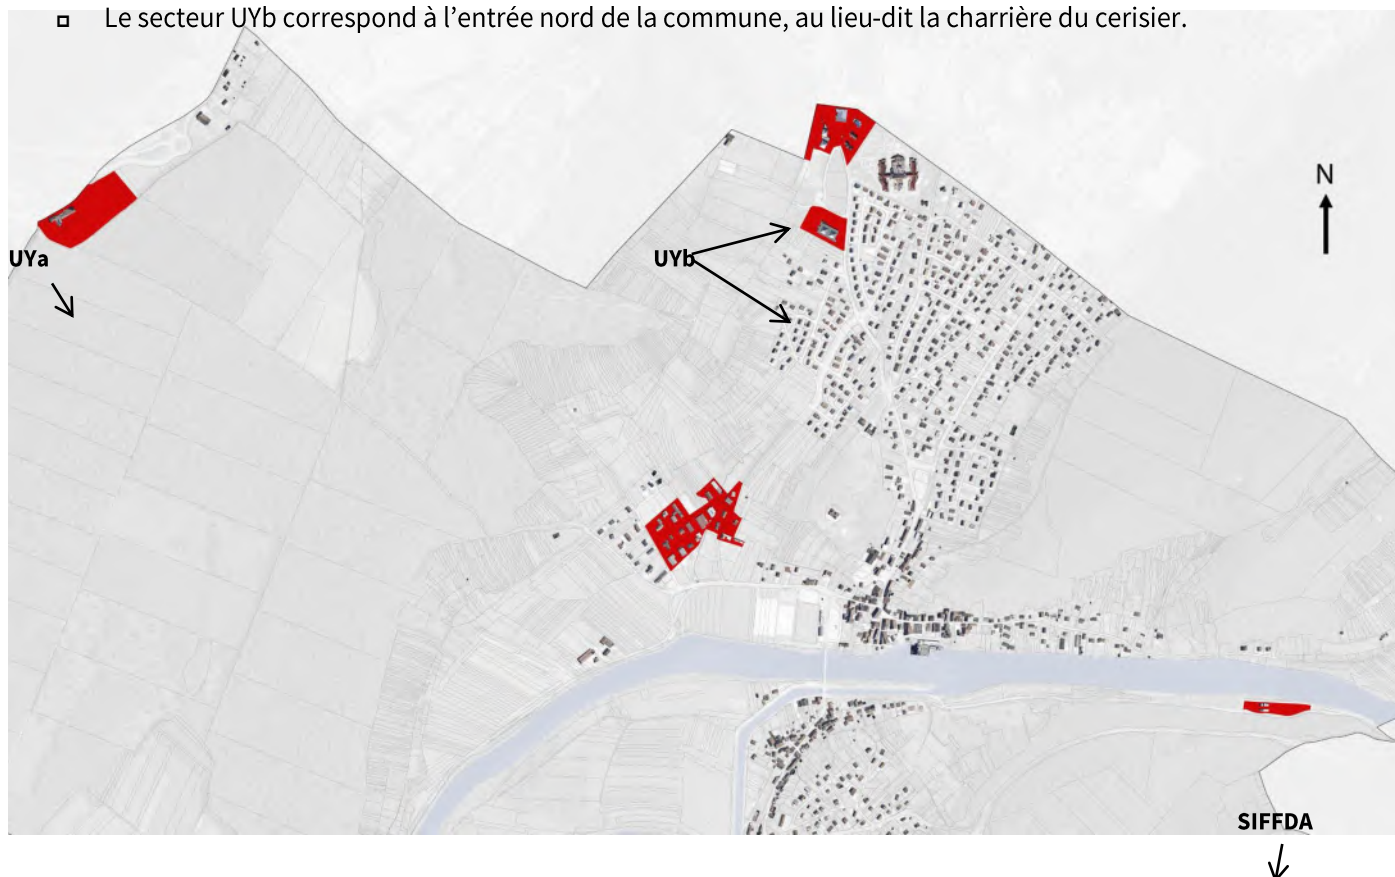 ▫ Le secteur UYb correspond à l’entrée nord de la commune, au lieu-dit la charrière du cerisier.
N
UYa
UYb
SIFFDA